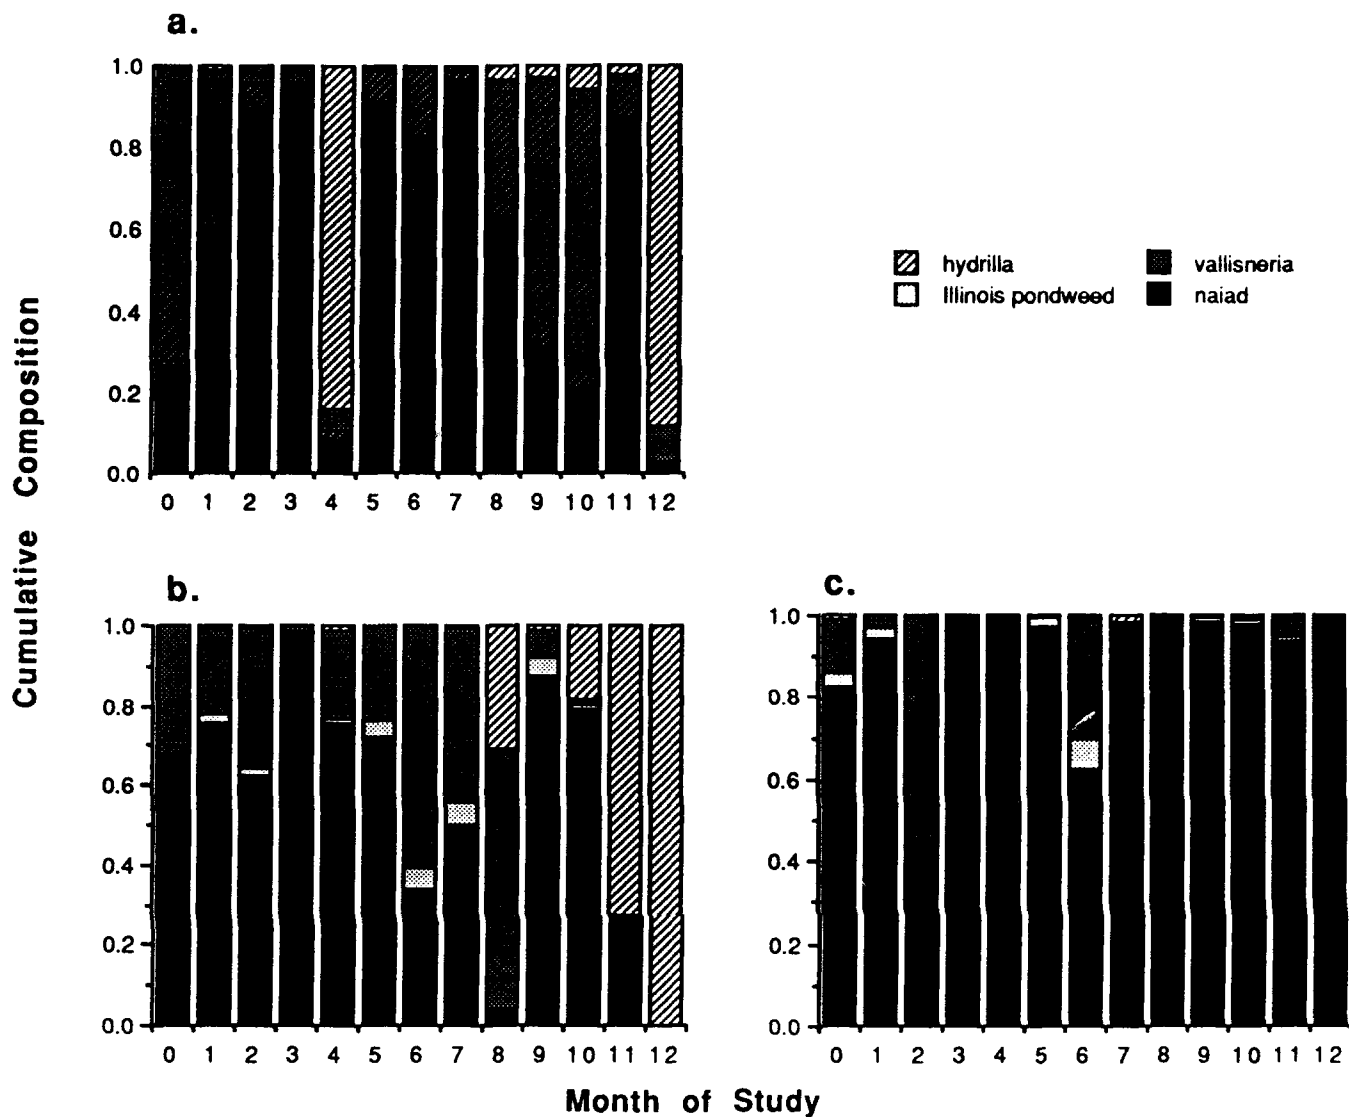 a.
1.0
0.8
0.6
0.4
0.2
0.0
0 1 2 3 4 5 6 7 8 9 10 11 12
hydrilla vallisneria
Illinois pondweed naiad
Cumulative Composition
b.
1.0
0.8
0.6
0.4
0.2
0.0
0 1 2 3 4 5 6 7 8 9 10 11 12
c.
1.0
0.8
0.6
0.4
0.2
0.0
0 1 2 3 4 5 6 7 8 9 10 11 12
Month of Study